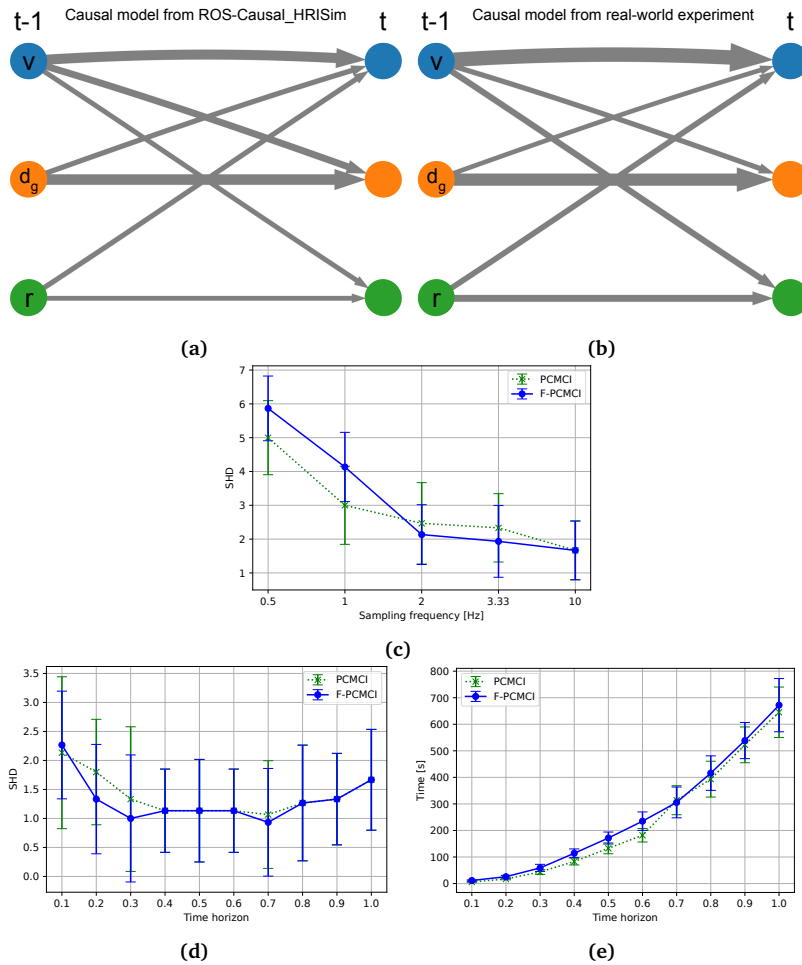 t-1 Causal model from ROS-Causal_HRISim t
v
d_g
r
(a)
t-1 Causal model from real-world experiment t
v
d_g
r
(b)
7
6
5
4
3
2
1
SHD
PCMCI
F-PCMCI
0.5 1 2 3.33 10
Sampling frequency [Hz]
(c)
3.5
3.0
2.5
2.0
1.5
1.0
0.5
0.0
SHD
PCMCI
F-PCMCI
0.1 0.2 0.3 0.4 0.5 0.6 0.7 0.8 0.9 1.0
Time horizon
(d)
800
700
600
500
400
300
200
100
0
Time [s]
PCMCI
F-PCMCI
0.1 0.2 0.3 0.4 0.5 0.6 0.7 0.8 0.9 1.0
Time horizon
(e)